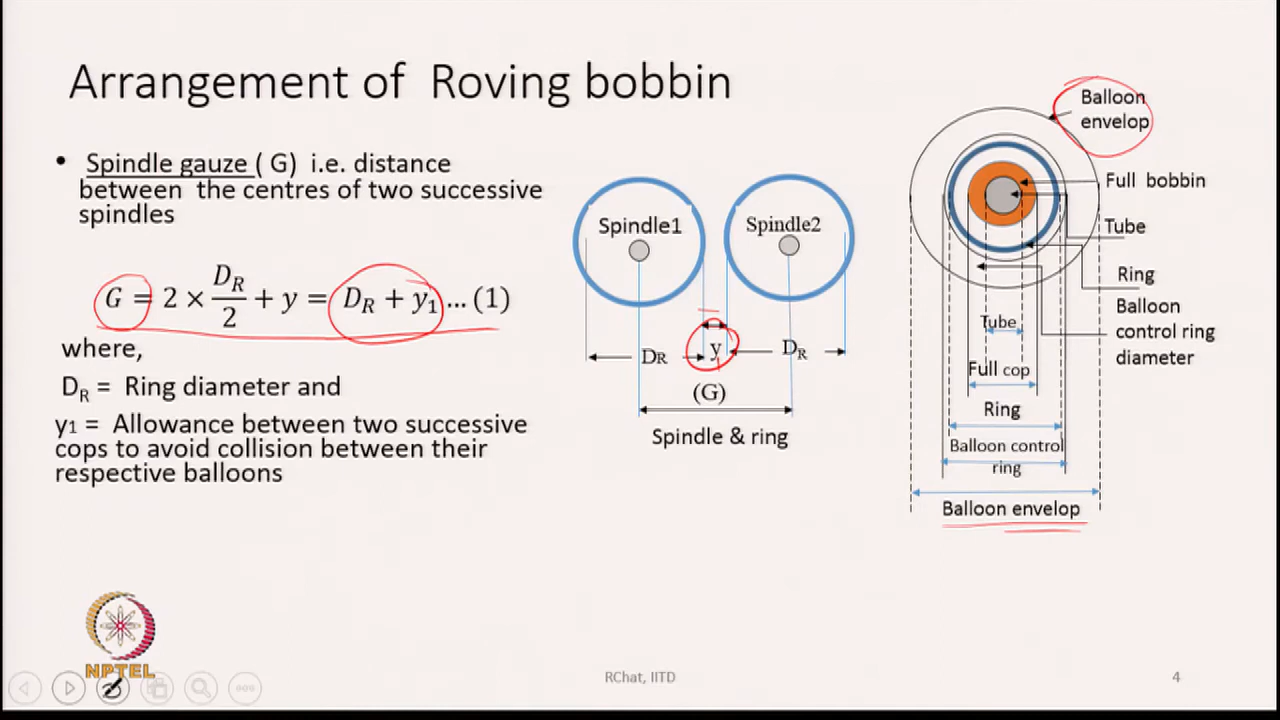 Arrangement of Roving bobbin
• Spindle gauze ( G) i.e. distance
between the centres of two successive
spindles
G = 2 × D_R/2 + y = D_R + y₁ ... (1)
where,
D_R = Ring diameter and
y₁ = Allowance between two successive
cops to avoid collision between their
respective balloons
Spindle1
Spindle2
D_R
y
D_R
(G)
Spindle & ring
Balloon
envelop
Full bobbin
Tube
Ring
Balloon
control ring
diameter
Tube
Full cop
Ring
Balloon control
ring
Balloon envelop
NPTEL
RChat, IITD
4